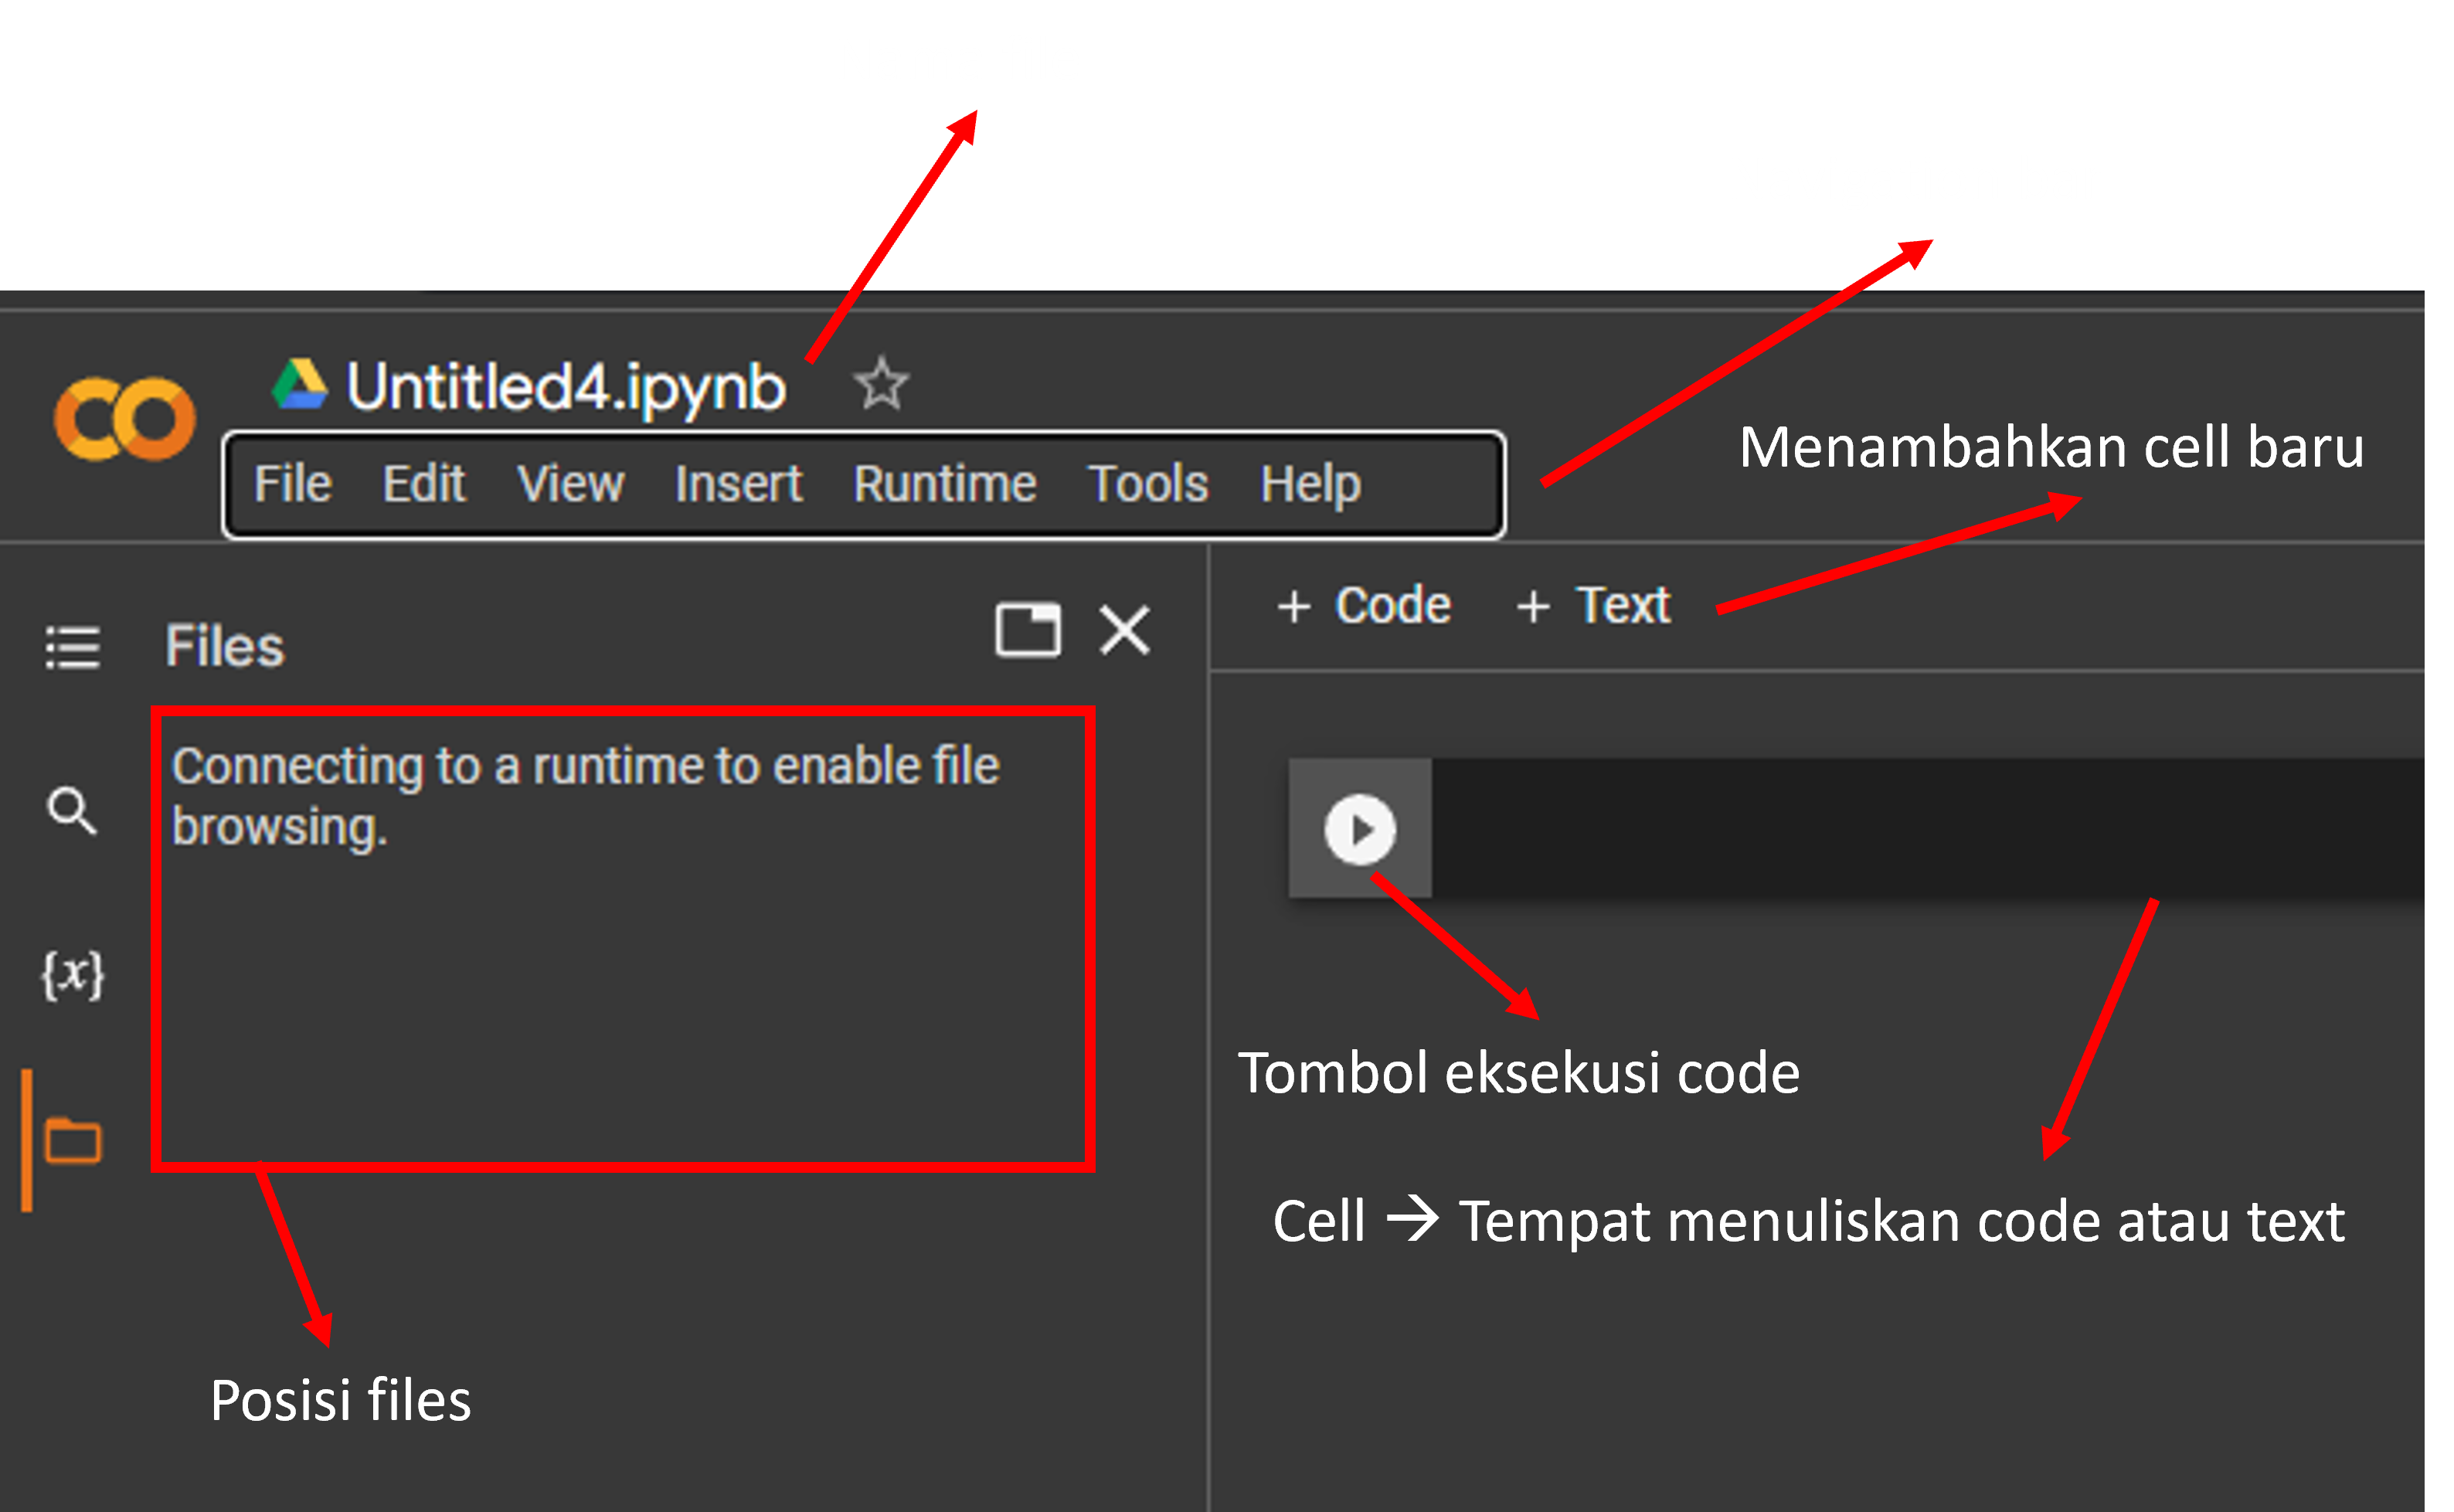 Untitled4.ipynb
File Edit View Insert Runtime Tools Help
Menambahkan cell baru
+ Code + Text
Files
Connecting to a runtime to enable file
browsing.
{x}
Tombol eksekusi code
Cell → Tempat menuliskan code atau text
Posisi files